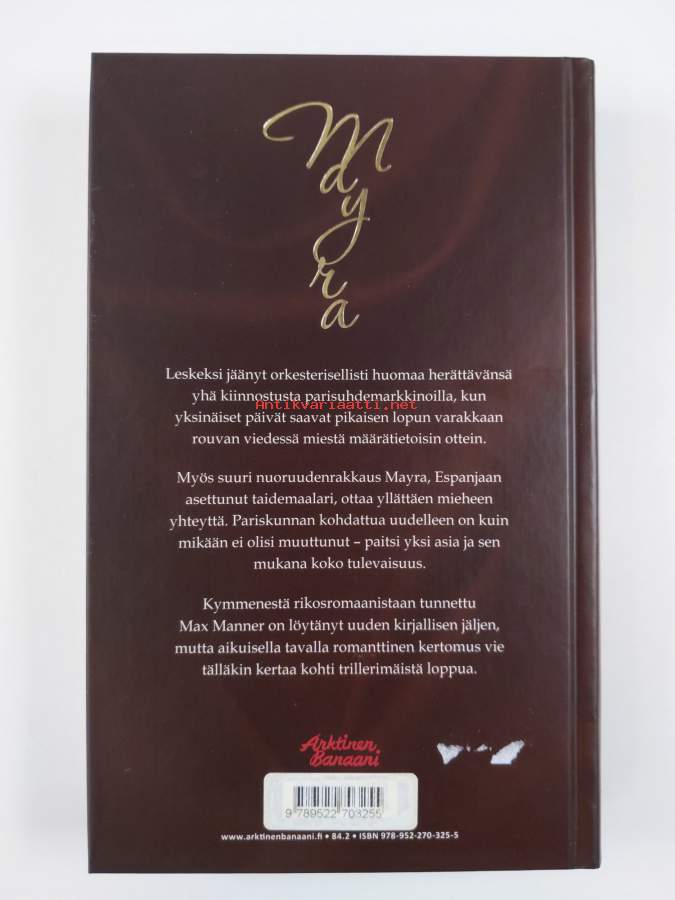 Mayra
Leskeksi jäänyt orkesterisellisti huomaa herättävänsä
yhä kiinnostusta parisuhdemarkkinoilla, kun
Antikvariaatti.net
yksinäiset päivät saavat pikaisen lopun varakkaan
rouvan viedessä miestä määrätietoisin ottein.
Myös suuri nuoruudenrakkaus Mayra, Espanjaan
asettunut taidemaalari, ottaa yllättäen mieheen
yhteyttä. Pariskunnan kohdattua uudelleen on kuin
mikään ei olisi muuttunut – paitsi yksi asia ja sen
mukana koko tulevaisuus.
Kymmenestä rikosromaanistaan tunnettu
Max Manner on löytänyt uuden kirjallisen jäljen,
mutta aikuisella tavalla romanttinen kertomus vie
tälläkin kertaa kohti trillerimäistä loppua.
Arktinen
Banaani
9 789522 703255
www.arktinenbanaani.fi • 84.2 • ISBN 978-952-270-325-5